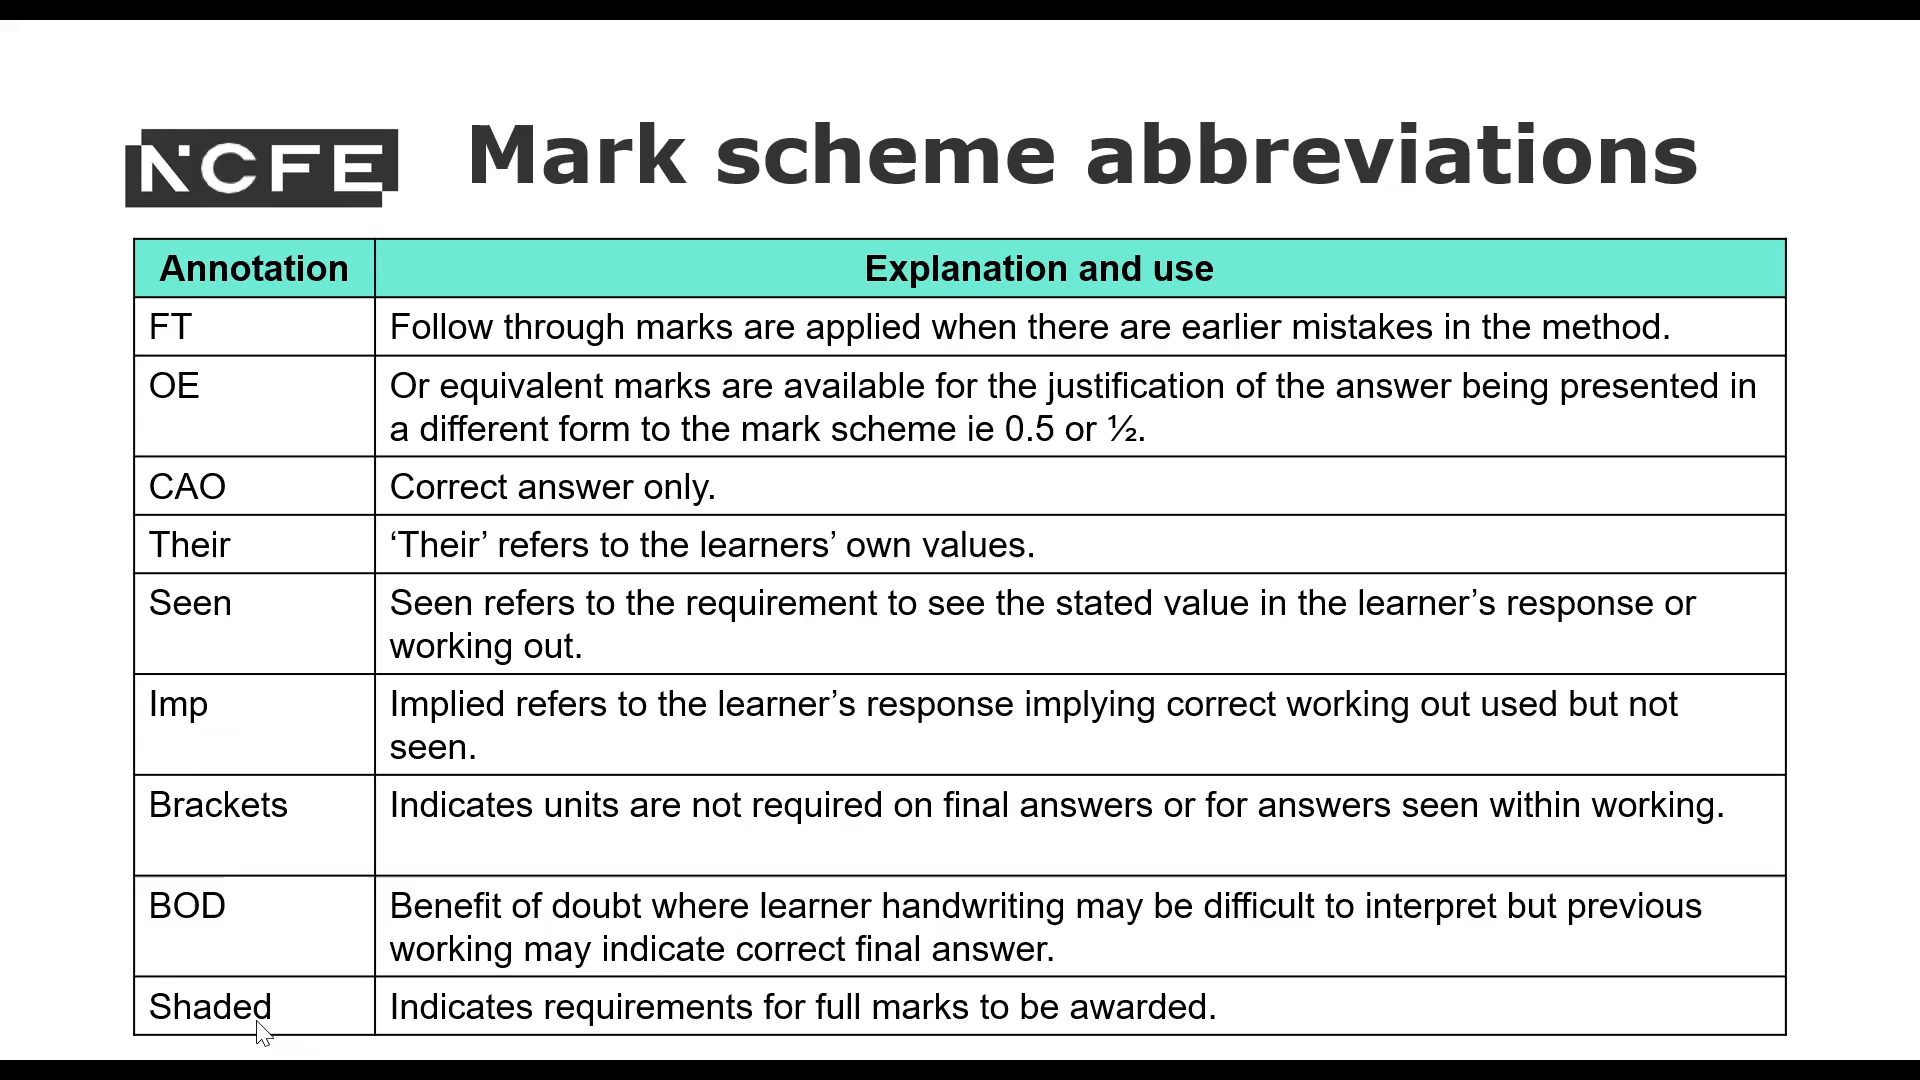 NCFE
Mark scheme abbreviations
Annotation
Explanation and use
FT
Follow through marks are applied when there are earlier mistakes in the method.
OE
Or equivalent marks are available for the justification of the answer being presented in
a different form to the mark scheme ie 0.5 or ½.
CAO
Correct answer only.
Their
‘Their’ refers to the learners’ own values.
Seen
Seen refers to the requirement to see the stated value in the learner’s response or
working out.
Imp
Implied refers to the learner’s response implying correct working out used but not
seen.
Brackets
Indicates units are not required on final answers or for answers seen within working.
BOD
Benefit of doubt where learner handwriting may be difficult to interpret but previous
working may indicate correct final answer.
Shaded
Indicates requirements for full marks to be awarded.